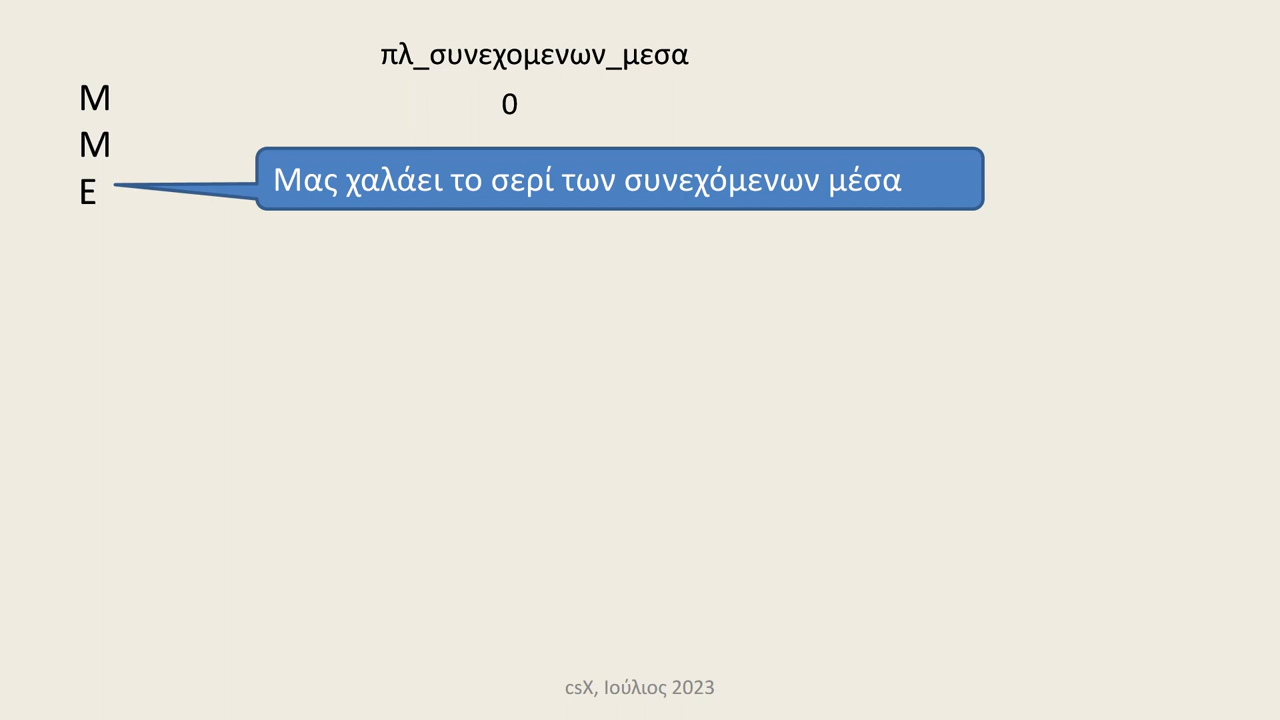 πλ_συνεχομενων_μεσα
Μ
0
Μ
Ε
Μας χαλάει το σερί των συνεχόμενων μέσα
csX, Ιούλιος 2023